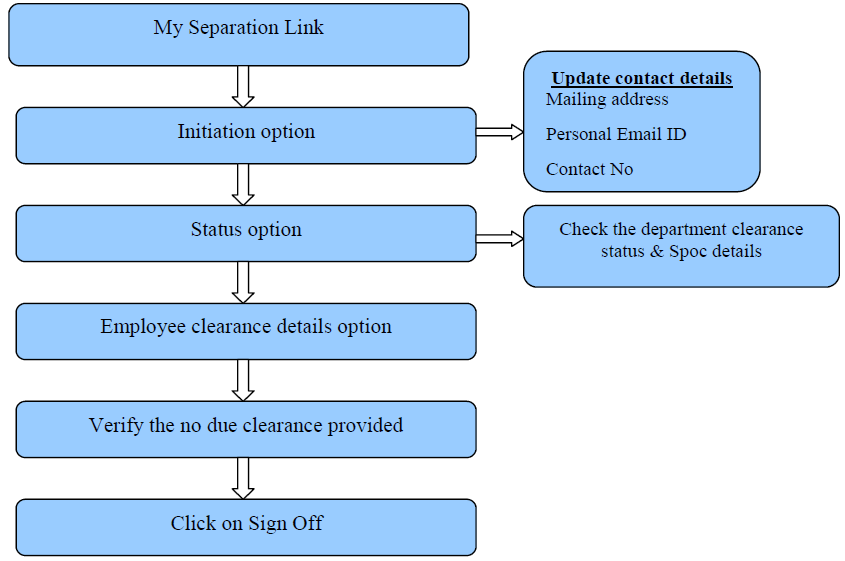 My Separation Link
Initiation option
Update contact details
Mailing address
Personal Email ID
Contact No
Status option
Check the department clearance
status & Spoc details
Employee clearance details option
Verify the no due clearance provided
Click on Sign Off